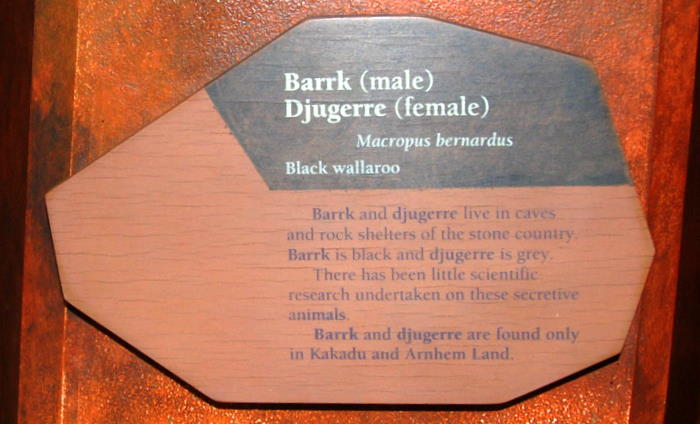 Barrk (male)
Djugerre (female)
Macropus bernardus
Black wallaroo
Barrk and djugerre live in caves
and rock shelters of the stone country.
Barrk is black and djugerre is grey.
There has been little scientific
research undertaken on these secretive
animals.
Barrk and djugerre are found only
in Kakadu and Arnhem Land.